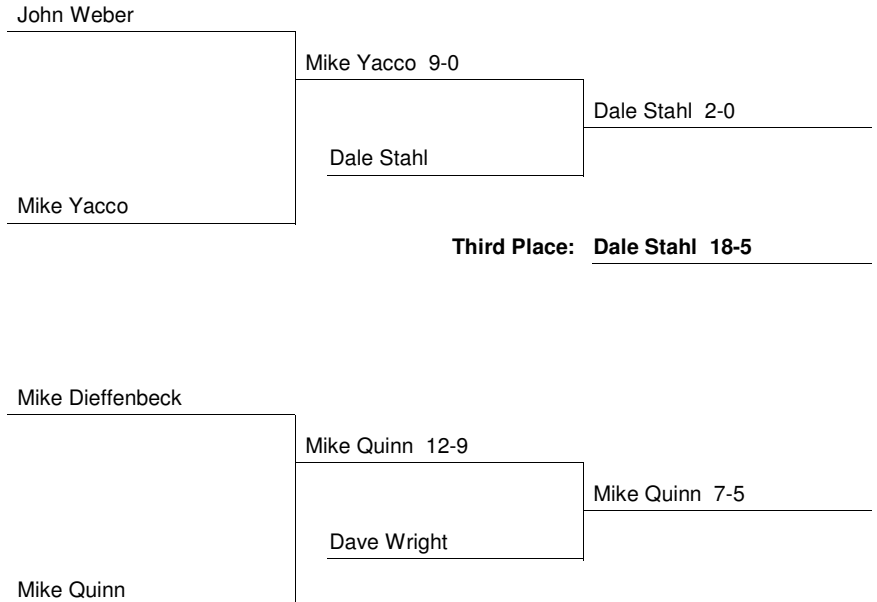 John Weber
Mike Yacco 9-0
Dale Stahl 2-0
Dale Stahl
Mike Yacco
Third Place: Dale Stahl 18-5
Mike Dieffenbeck
Mike Quinn 12-9
Mike Quinn 7-5
Dave Wright
Mike Quinn